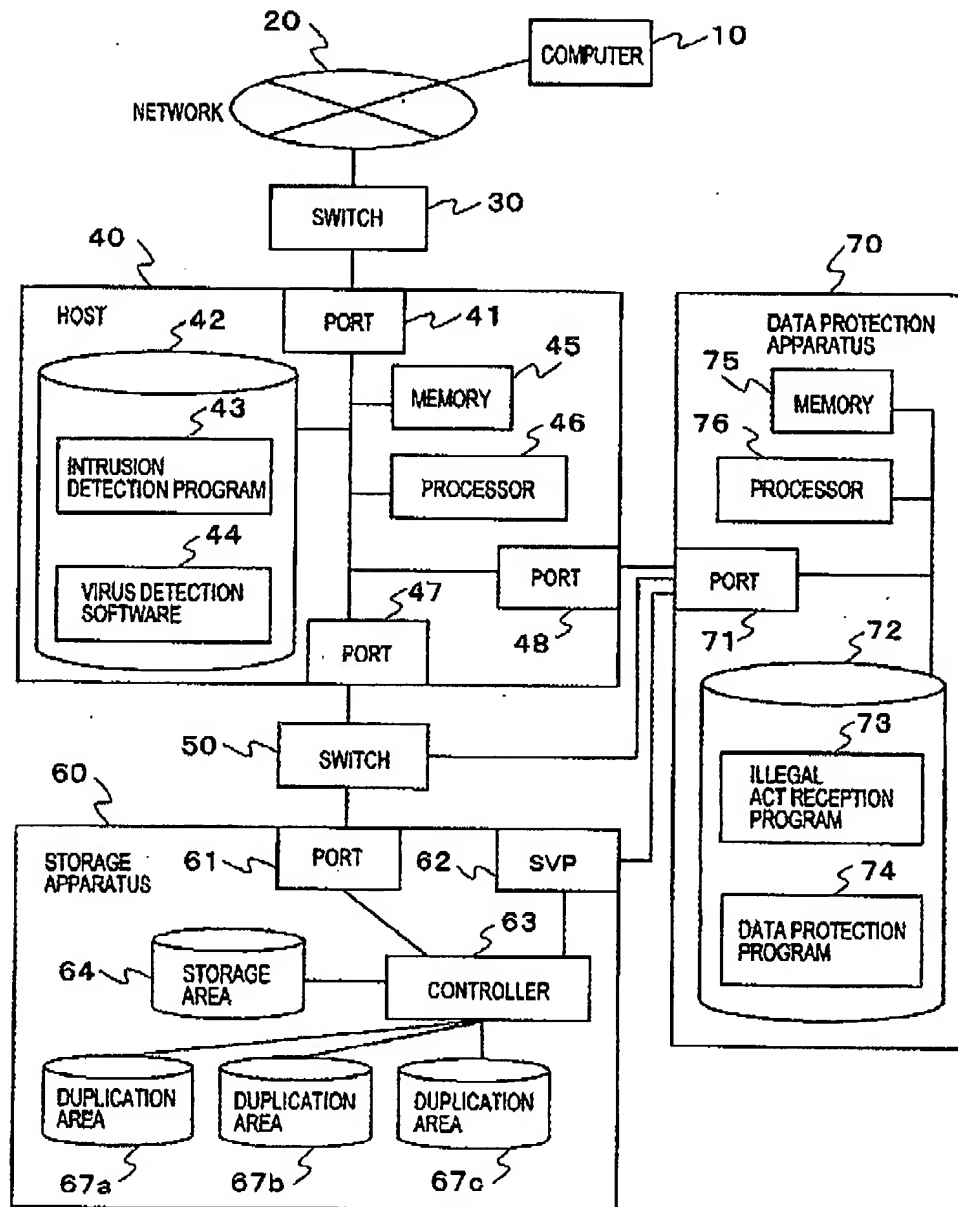 20
COMPUTER
10
NETWORK
SWITCH
30
40
HOST
PORT
41
42
43
INTRUSION
DETECTION PROGRAM
44
VIRUS DETECTION
SOFTWARE
MEMORY
45
PROCESSOR
46
PORT
48
PORT
47
70
DATA PROTECTION
APPARATUS
75
MEMORY
76
PROCESSOR
PORT
71
72
73
ILLEGAL
ACT RECEPTION
PROGRAM
74
DATA PROTECTION
PROGRAM
50
SWITCH
60
STORAGE
APPARATUS
61
PORT
62
SVP
63
CONTROLLER
64
STORAGE
AREA
DUPLICATION
AREA
67a
DUPLICATION
AREA
67b
DUPLICATION
AREA
67c